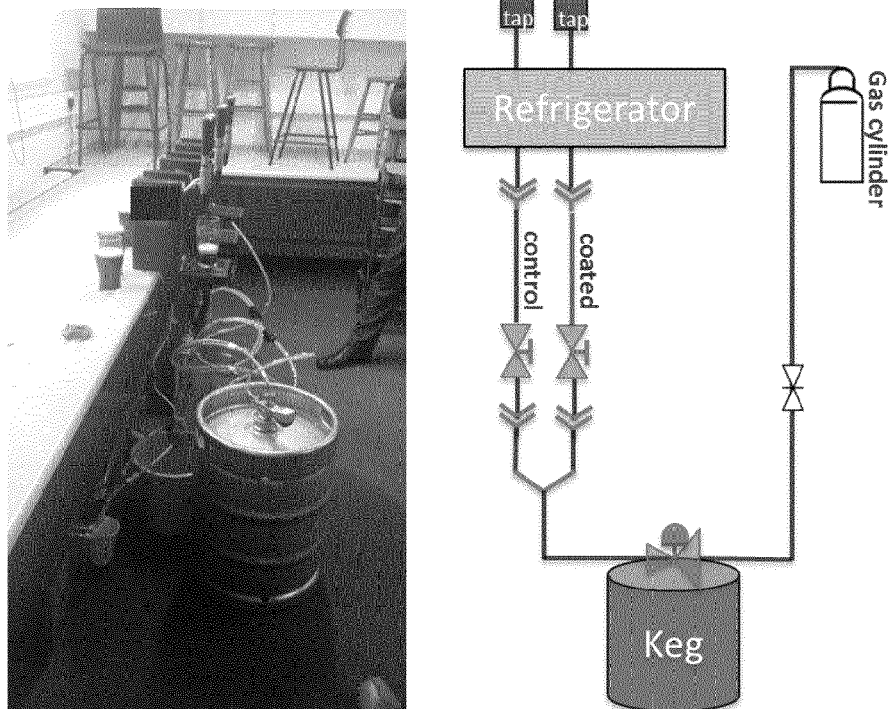 tap
tap
Refrigerator
Gas cylinder
control
coated
Keg